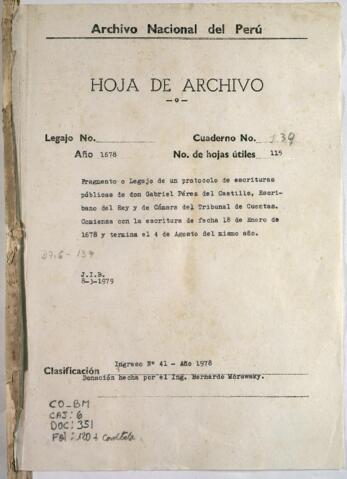 Archivo Nacional del Perú
HOJA DE ARCHIVO
—o—
Legajo No. Cuaderno No. 139
Año 1678 No. de hojas útiles 115
Fragmento o Legajo de un protocolo de escrituras
públicas de don Gabriel Pérez del Castillo, Escri-
bano del Rey y de Cámara del Tribunal de Cuentas.
Comienza con la escritura de fecha 18 de Enero de
1678 y termina el 4 de Agosto del mismo año.
J.I.B.
8-3-1979
Ingreso Nº 41 - Año 1978
Clasificación
Donación hecha por el Ing. Bernardo
CO_BM
CAJ: 6
DOC: 351
Fol: 120 + Carátula